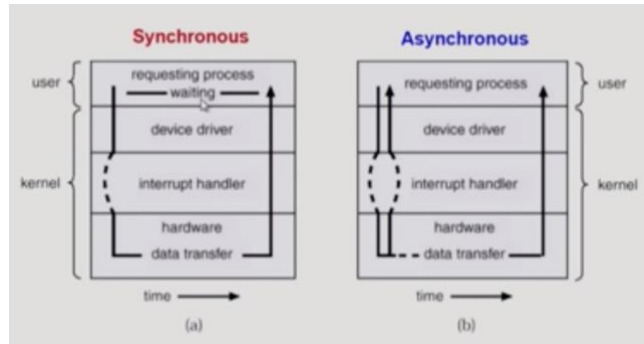 Synchronous
requesting process
waiting
device driver
interrupt handler
hardware
data transfer
user
kernel
time
(a)
Asynchronous
requesting process
device driver
interrupt handler
hardware
data transfer
user
kernel
time
(b)